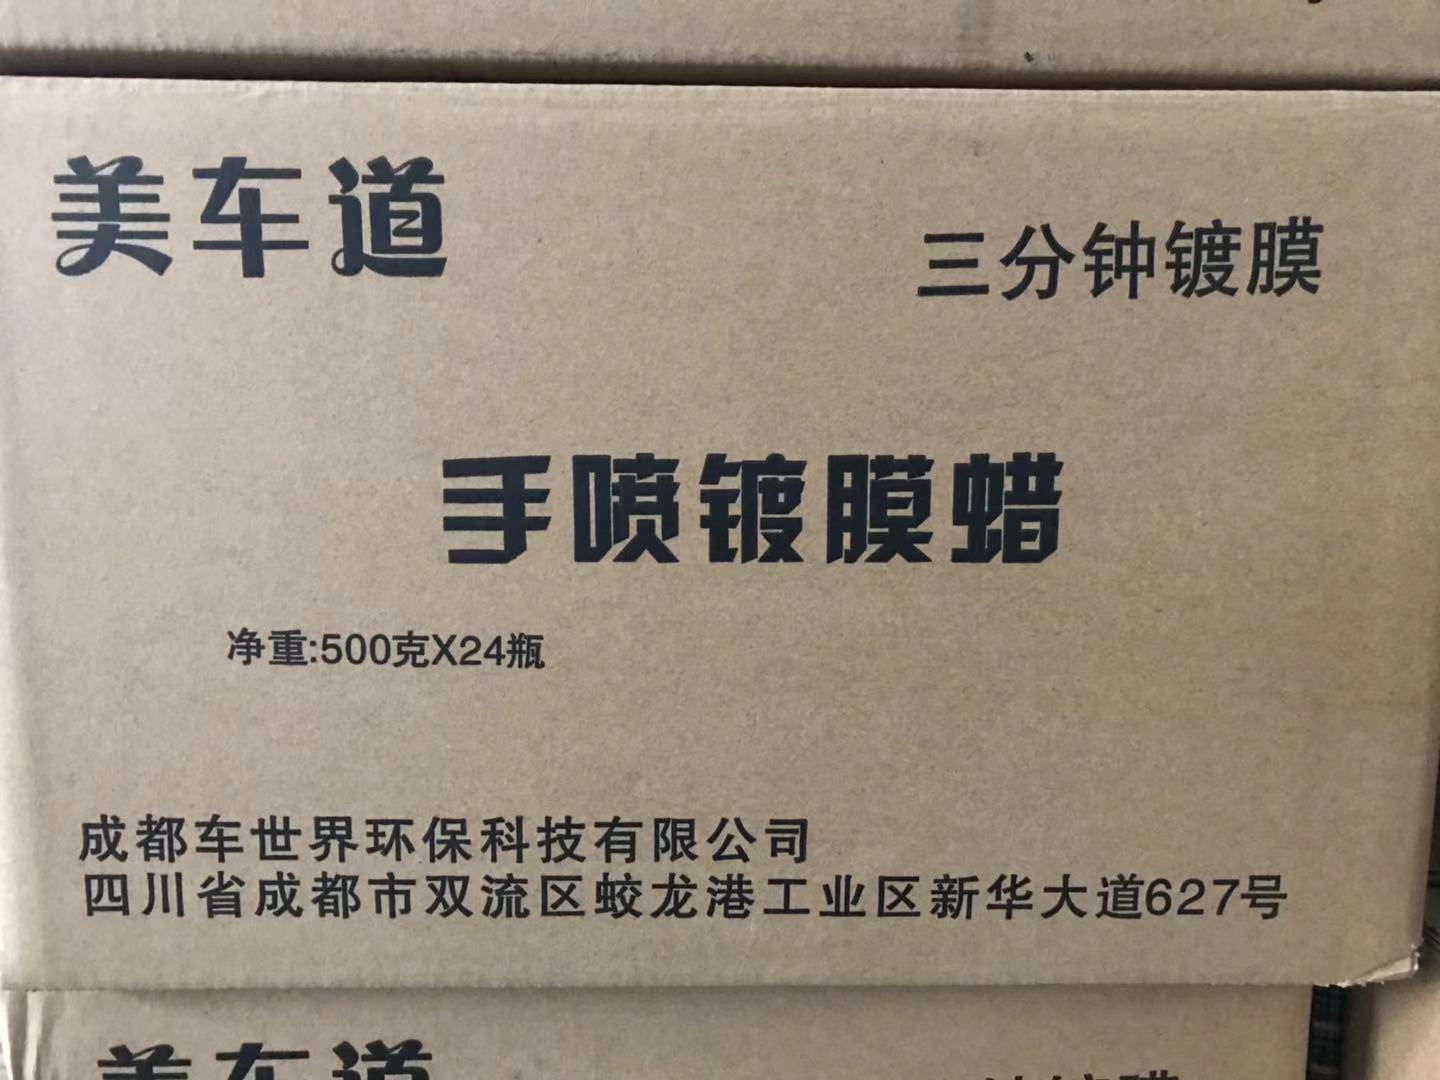 美车道
三分钟镀膜
手喷镀膜蜡
净重:500克X24瓶
成都车世界环保科技有限公司
四川省成都市双流区蛟龙港工业区新华大道627号
美车道